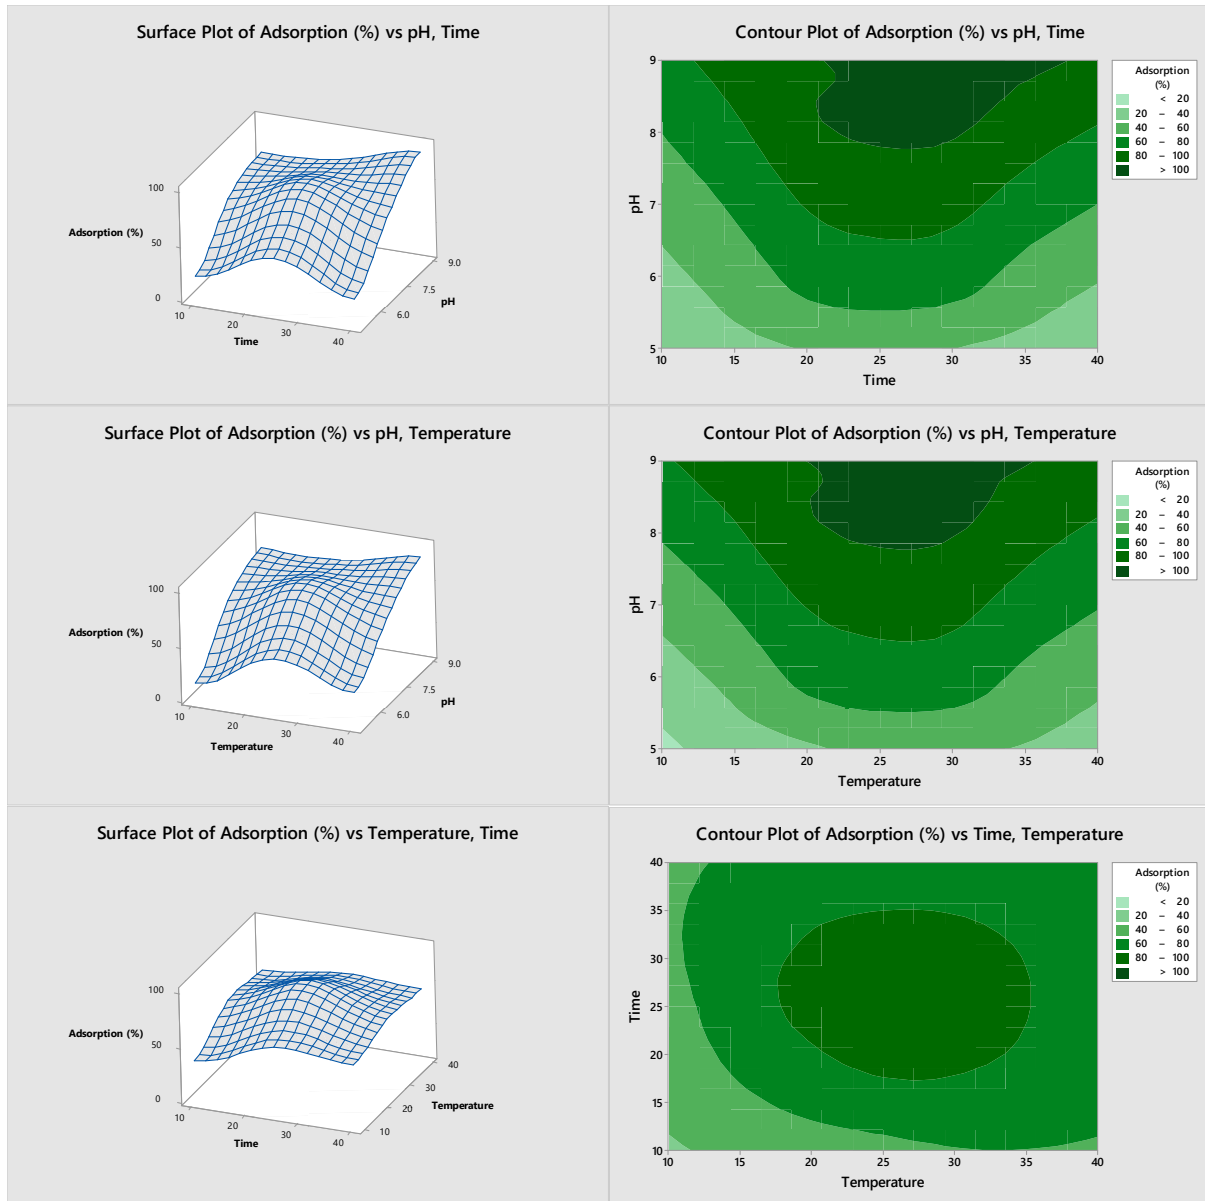 Surface Plot of Adsorption (%) vs pH, Time
100
Adsorption (%)
50
0
10
20
30
40
Time
6.0
7.5
9.0
pH
Contour Plot of Adsorption (%) vs pH, Time
9
8
7
6
5
pH
10 15 20 25 30 35 40
Time
Adsorption
(%)
< 20
20 – 40
40 – 60
60 – 80
80 – 100
> 100
Surface Plot of Adsorption (%) vs pH, Temperature
100
Adsorption (%)
50
0
10
20
30
40
Temperature
6.0
7.5
9.0
pH
Contour Plot of Adsorption (%) vs pH, Temperature
9
8
7
6
5
pH
10 15 20 25 30 35 40
Temperature
Adsorption
(%)
< 20
20 – 40
40 – 60
60 – 80
80 – 100
> 100
Surface Plot of Adsorption (%) vs Temperature, Time
100
Adsorption (%)
50
0
10
20
30
40
Time
10
20
30
40
Temperature
Contour Plot of Adsorption (%) vs Time, Temperature
40
35
30
25
20
15
10
Time
10 15 20 25 30 35 40
Temperature
Adsorption
(%)
< 20
20 – 40
40 – 60
60 – 80
80 – 100
> 100